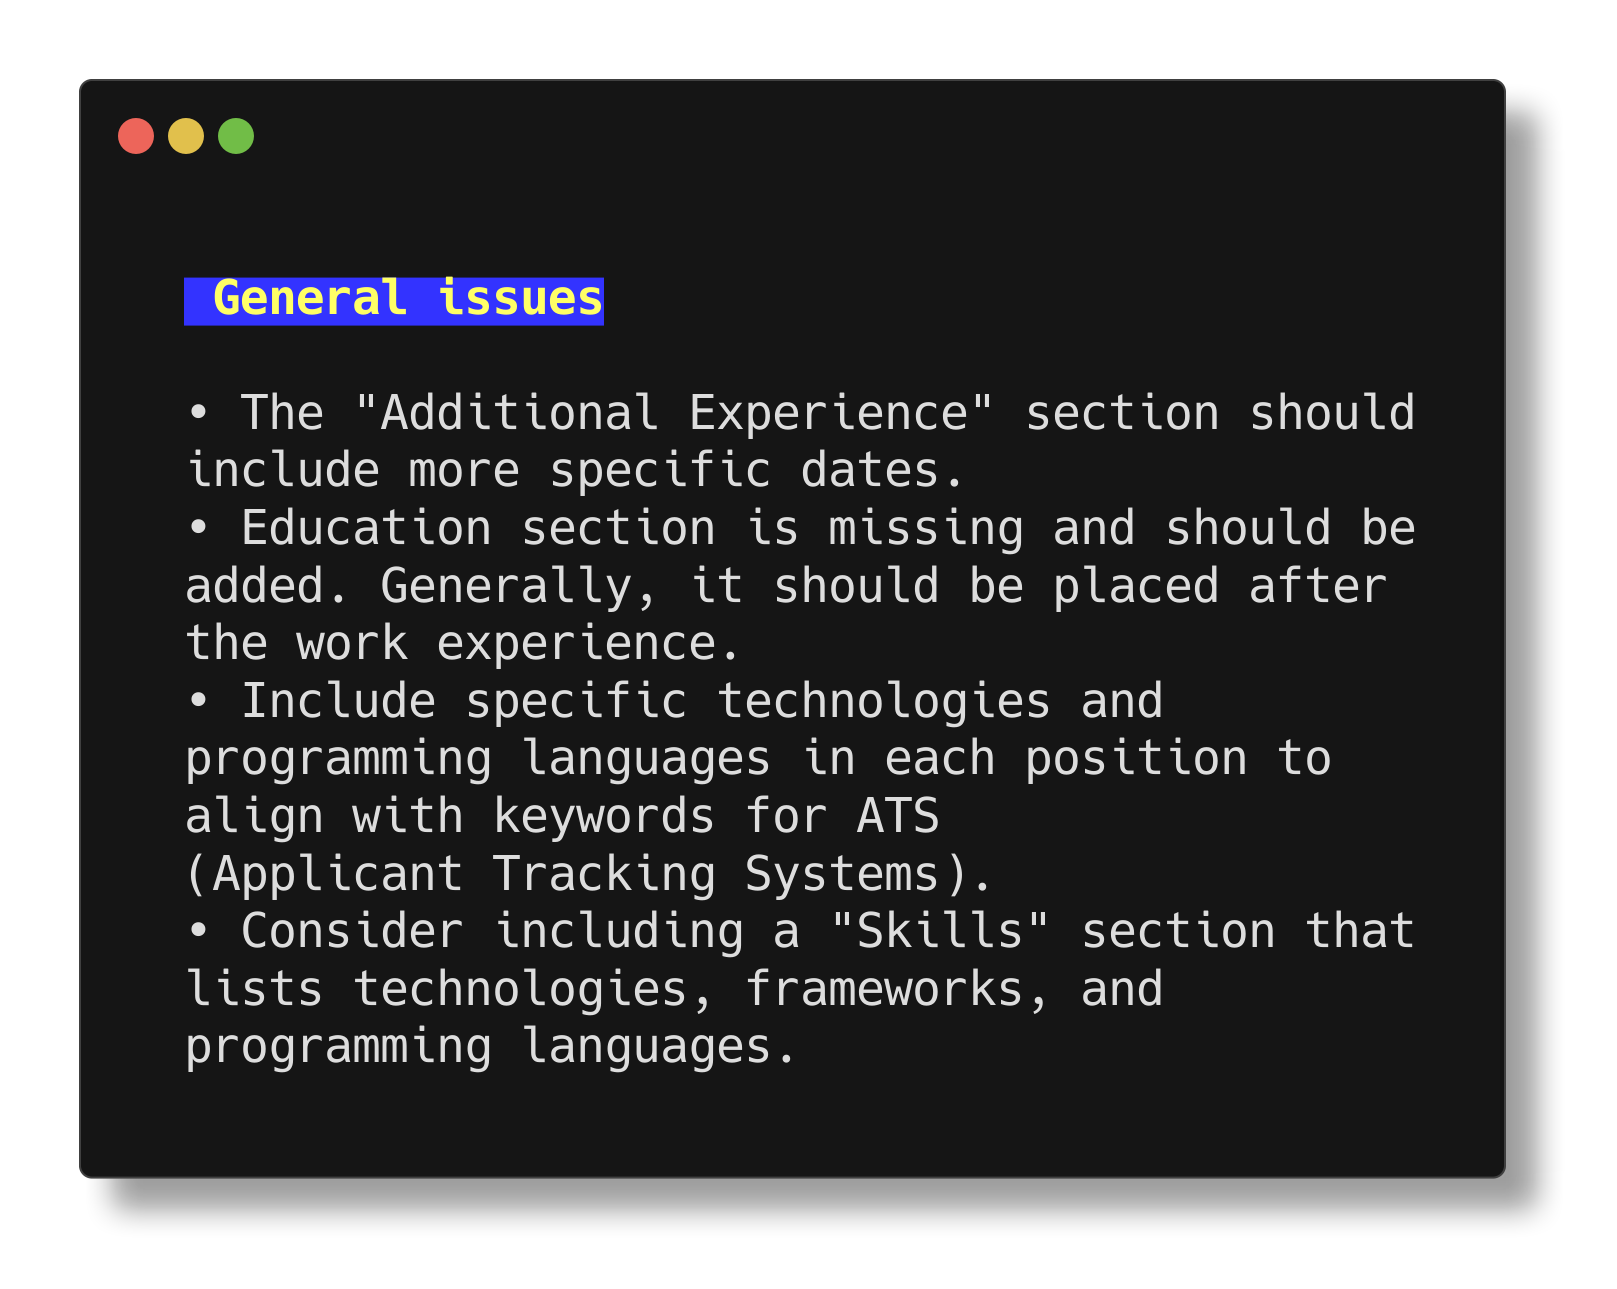 General issues
• The "Additional Experience" section should
include more specific dates.
• Education section is missing and should be
added. Generally, it should be placed after
the work experience.
• Include specific technologies and
programming languages in each position to
align with keywords for ATS
(Applicant Tracking Systems).
• Consider including a "Skills" section that
lists technologies, frameworks, and
programming languages.